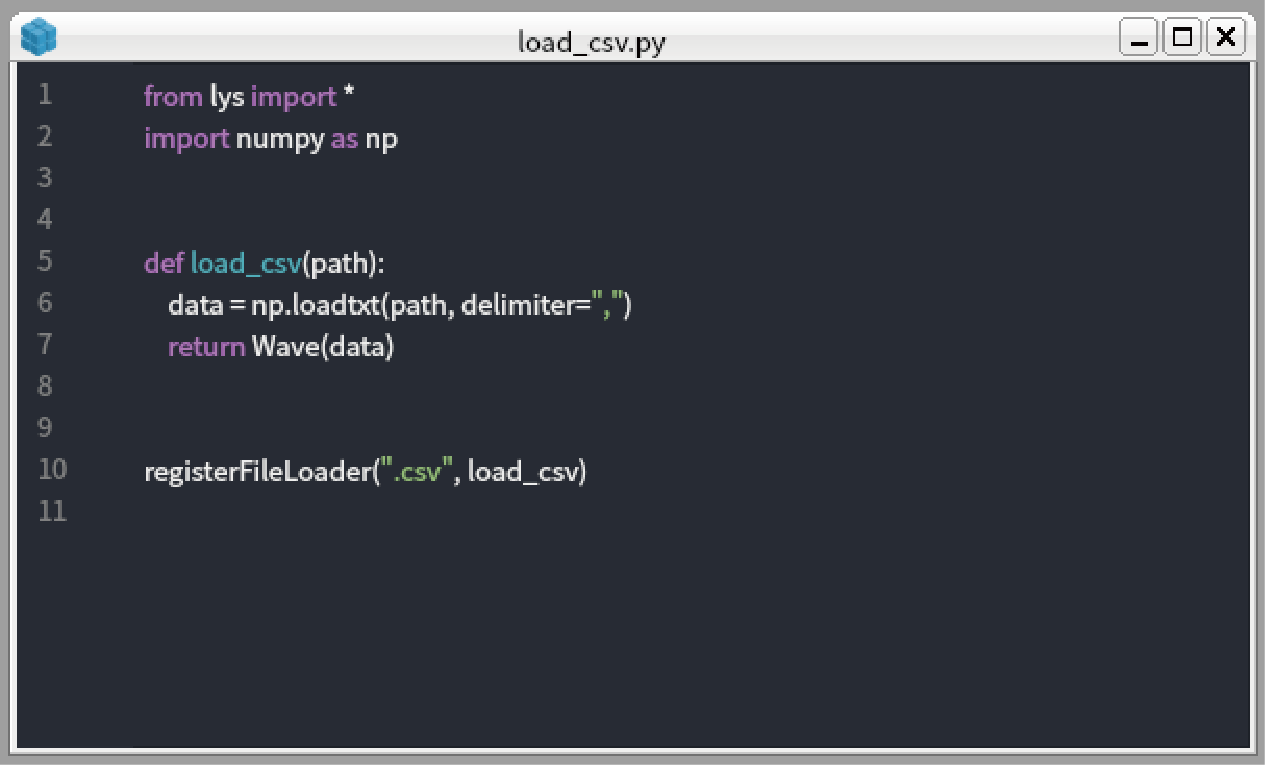 load_csv.py
1 from lys import *
2 import numpy as np
3
4
5 def load_csv(path):
6     data = np.loadtxt(path, delimiter=",")
7     return Wave(data)
8
9
10 registerFileLoader(".csv", load_csv)
11